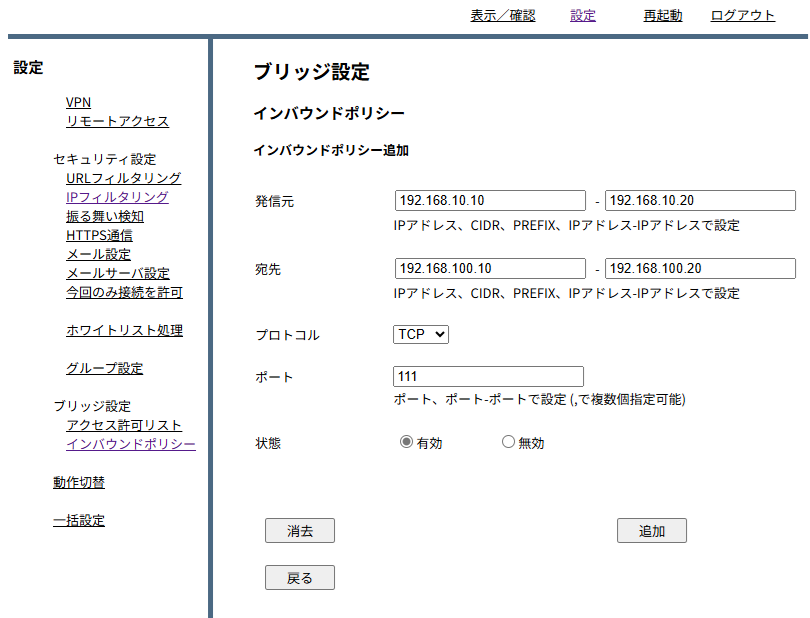 表示／確認 設定 再起動 ログアウト
設定
VPN
リモートアクセス
セキュリティ設定
URLフィルタリング
IPフィルタリング
振る舞い検知
HTTPS通信
メール設定
メールサーバ設定
今回のみ接続を許可
ホワイトリスト処理
グループ設定
ブリッジ設定
アクセス許可リスト
インバウンドポリシー
動作切替
一括設定
ブリッジ設定
インバウンドポリシー
インバウンドポリシー追加
発信元 192.168.10.10 - 192.168.10.20
IPアドレス、CIDR、PREFIX、IPアドレス-IPアドレスで設定
宛先 192.168.100.10 - 192.168.100.20
IPアドレス、CIDR、PREFIX、IPアドレス-IPアドレスで設定
プロトコル TCP
ポート 111
ポート、ポート-ポートで設定 (,で複数個指定可能)
状態 有効 無効
消去 追加
戻る